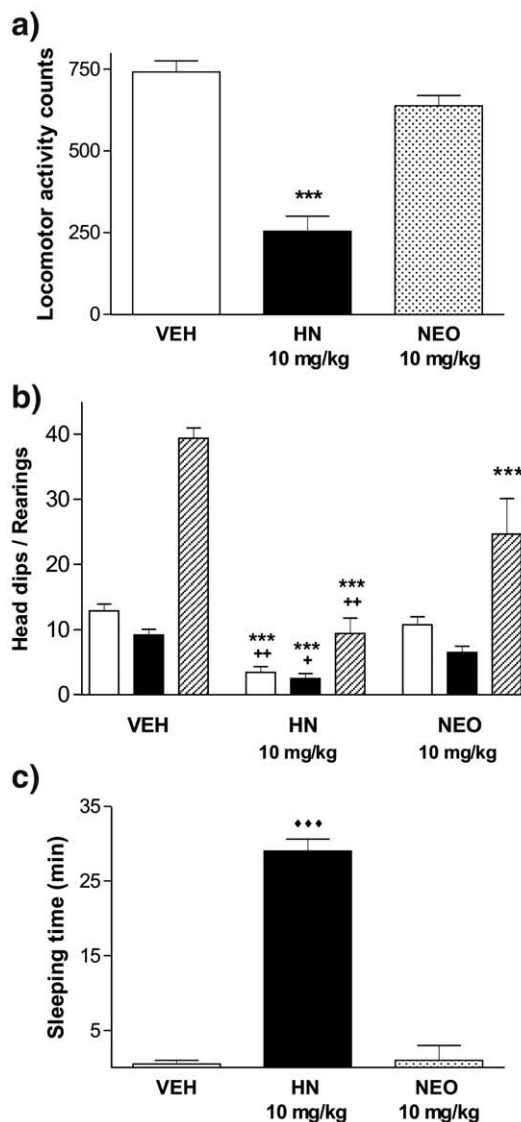 a)
Locomotor activity counts
750
500
250
0
***
VEH
HN
10 mg/kg
NEO
10 mg/kg
b)
Head dips / Rearings
40
30
20
10
0
***
++
***
+
***
++
***
VEH
HN
10 mg/kg
NEO
10 mg/kg
c)
Sleeping time (min)
35
25
15
5
♦♦♦
VEH
HN
10 mg/kg
NEO
10 mg/kg